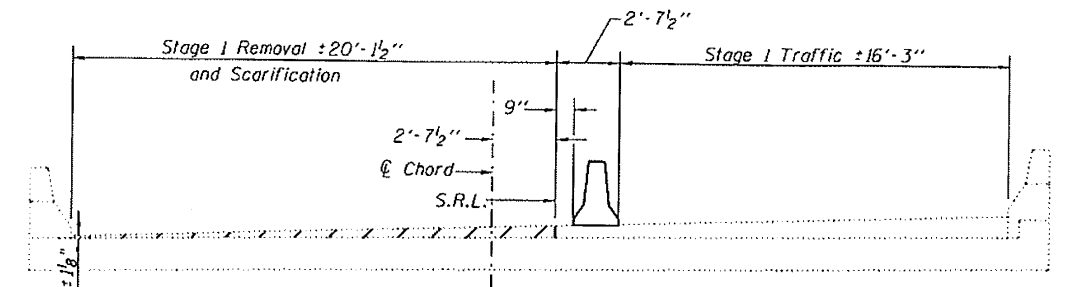 2'-7½"
Stage I Removal ±20'-1½"
and Scarification
Stage I Traffic ±16'-3"
9"
2'-7½"
℄ Chord
S.R.L.
±1⅛"